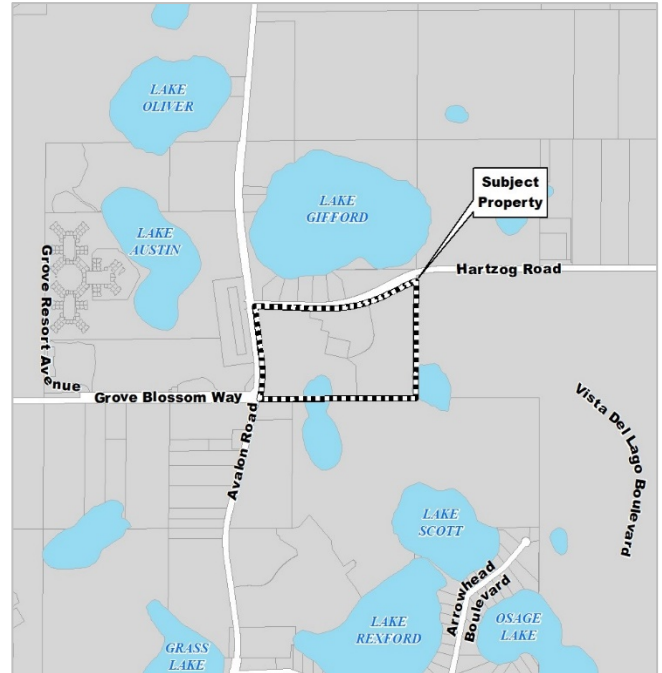 LAKE
OLIVER
Subject
Property
LAKE
GIFFORD
LAKE
AUSTIN
Hartzog Road
Grove Resort Avenue
Grove Blossom Way
Avalon Road
Vista Del Lago Boulevard
LAKE
SCOTT
Arrowhead
Boulevard
LAKE
REXFORD
OSAGE
LAKE
GRASS
LAKE